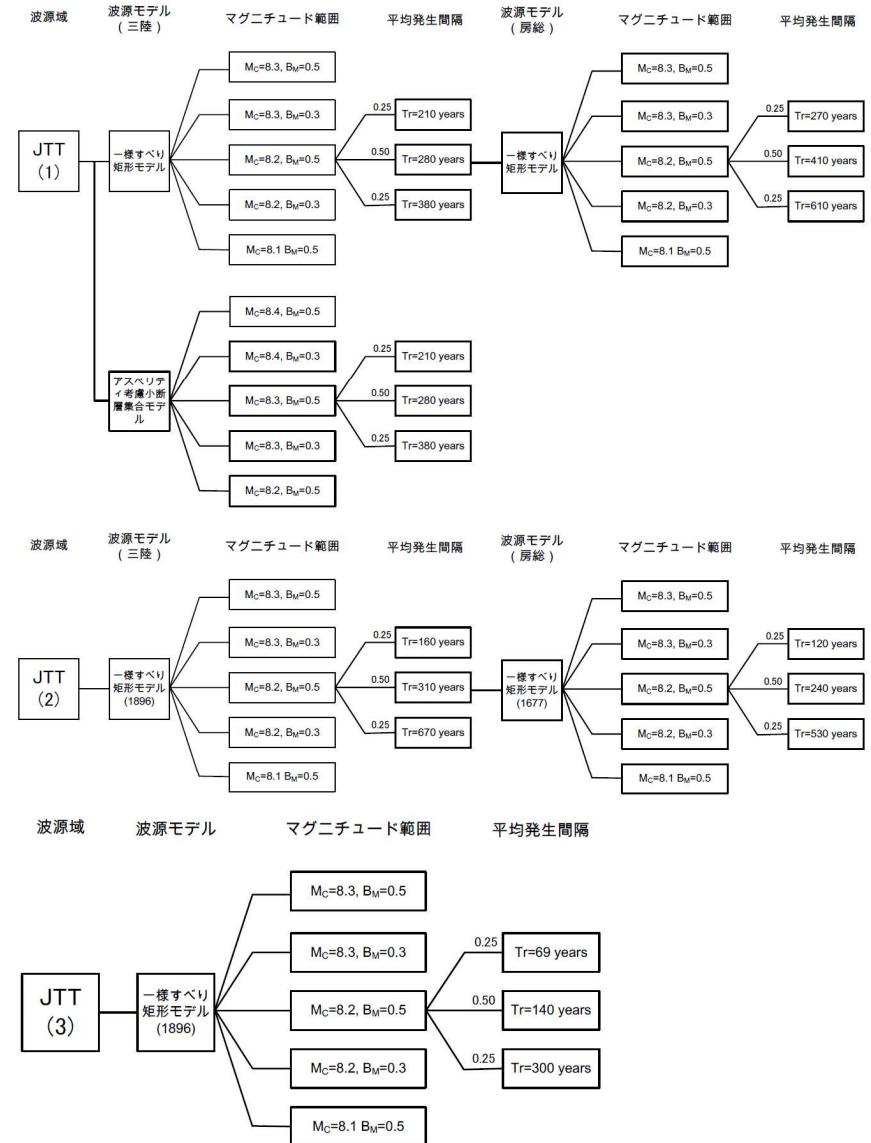 波源域
波源モデル
(三陸)
マグニチュード範囲
平均発生間隔
波源モデル
(房総)
マグニチュード範囲
平均発生間隔
JTT
(1)
一様すべり
矩形モデル
MC=8.3, BM=0.5
MC=8.3, BM=0.3
MC=8.2, BM=0.5
MC=8.2, BM=0.3
MC=8.1 BM=0.5
0.25
Tr=210 years
0.50
Tr=280 years
0.25
Tr=380 years
一様すべり
矩形モデル
MC=8.3, BM=0.5
MC=8.3, BM=0.3
MC=8.2, BM=0.5
MC=8.2, BM=0.3
MC=8.1 BM=0.5
0.25
Tr=270 years
0.50
Tr=410 years
0.25
Tr=610 years
アスペリテ
ィ考慮小断
層集合モデ
ル
MC=8.4, BM=0.5
MC=8.4, BM=0.3
MC=8.3, BM=0.5
MC=8.3, BM=0.3
MC=8.2, BM=0.5
0.25
Tr=210 years
0.50
Tr=280 years
0.25
Tr=380 years
波源域
波源モデル
(三陸)
マグニチュード範囲
平均発生間隔
波源モデル
(房総)
マグニチュード範囲
平均発生間隔
JTT
(2)
一様すべり
矩形モデル
(1896)
MC=8.3, BM=0.5
MC=8.3, BM=0.3
MC=8.2, BM=0.5
MC=8.2, BM=0.3
MC=8.1 BM=0.5
0.25
Tr=160 years
0.50
Tr=310 years
0.25
Tr=670 years
一様すべり
矩形モデル
(1677)
MC=8.3, BM=0.5
MC=8.3, BM=0.3
MC=8.2, BM=0.5
MC=8.2, BM=0.3
MC=8.1 BM=0.5
0.25
Tr=120 years
0.50
Tr=240 years
0.25
Tr=530 years
波源域
波源モデル
マグニチュード範囲
平均発生間隔
JTT
(3)
一様すべり
矩形モデル
(1896)
MC=8.3, BM=0.5
MC=8.3, BM=0.3
MC=8.2, BM=0.5
MC=8.2, BM=0.3
MC=8.1 BM=0.5
0.25
Tr=69 years
0.50
Tr=140 years
0.25
Tr=300 years